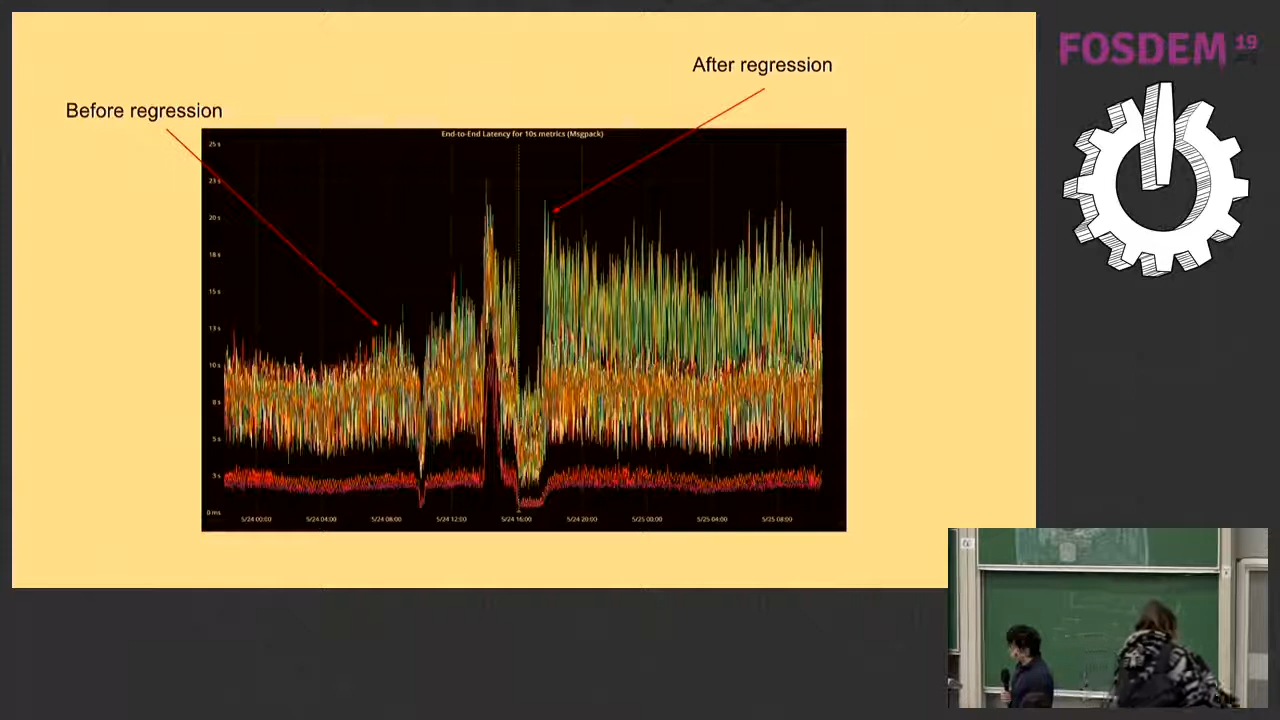 FOSDEM 19
After regression
Before regression
End-to-End Latency for 10s metrics (Msgpack)
25 s
23 s
20 s
18 s
15 s
13 s
10 s
8 s
5 s
3 s
0 ms
5/24 00:00 5/24 04:00 5/24 08:00 5/24 12:00 5/24 16:00 5/24 20:00 5/25 00:00 5/25 04:00 5/25 08:00